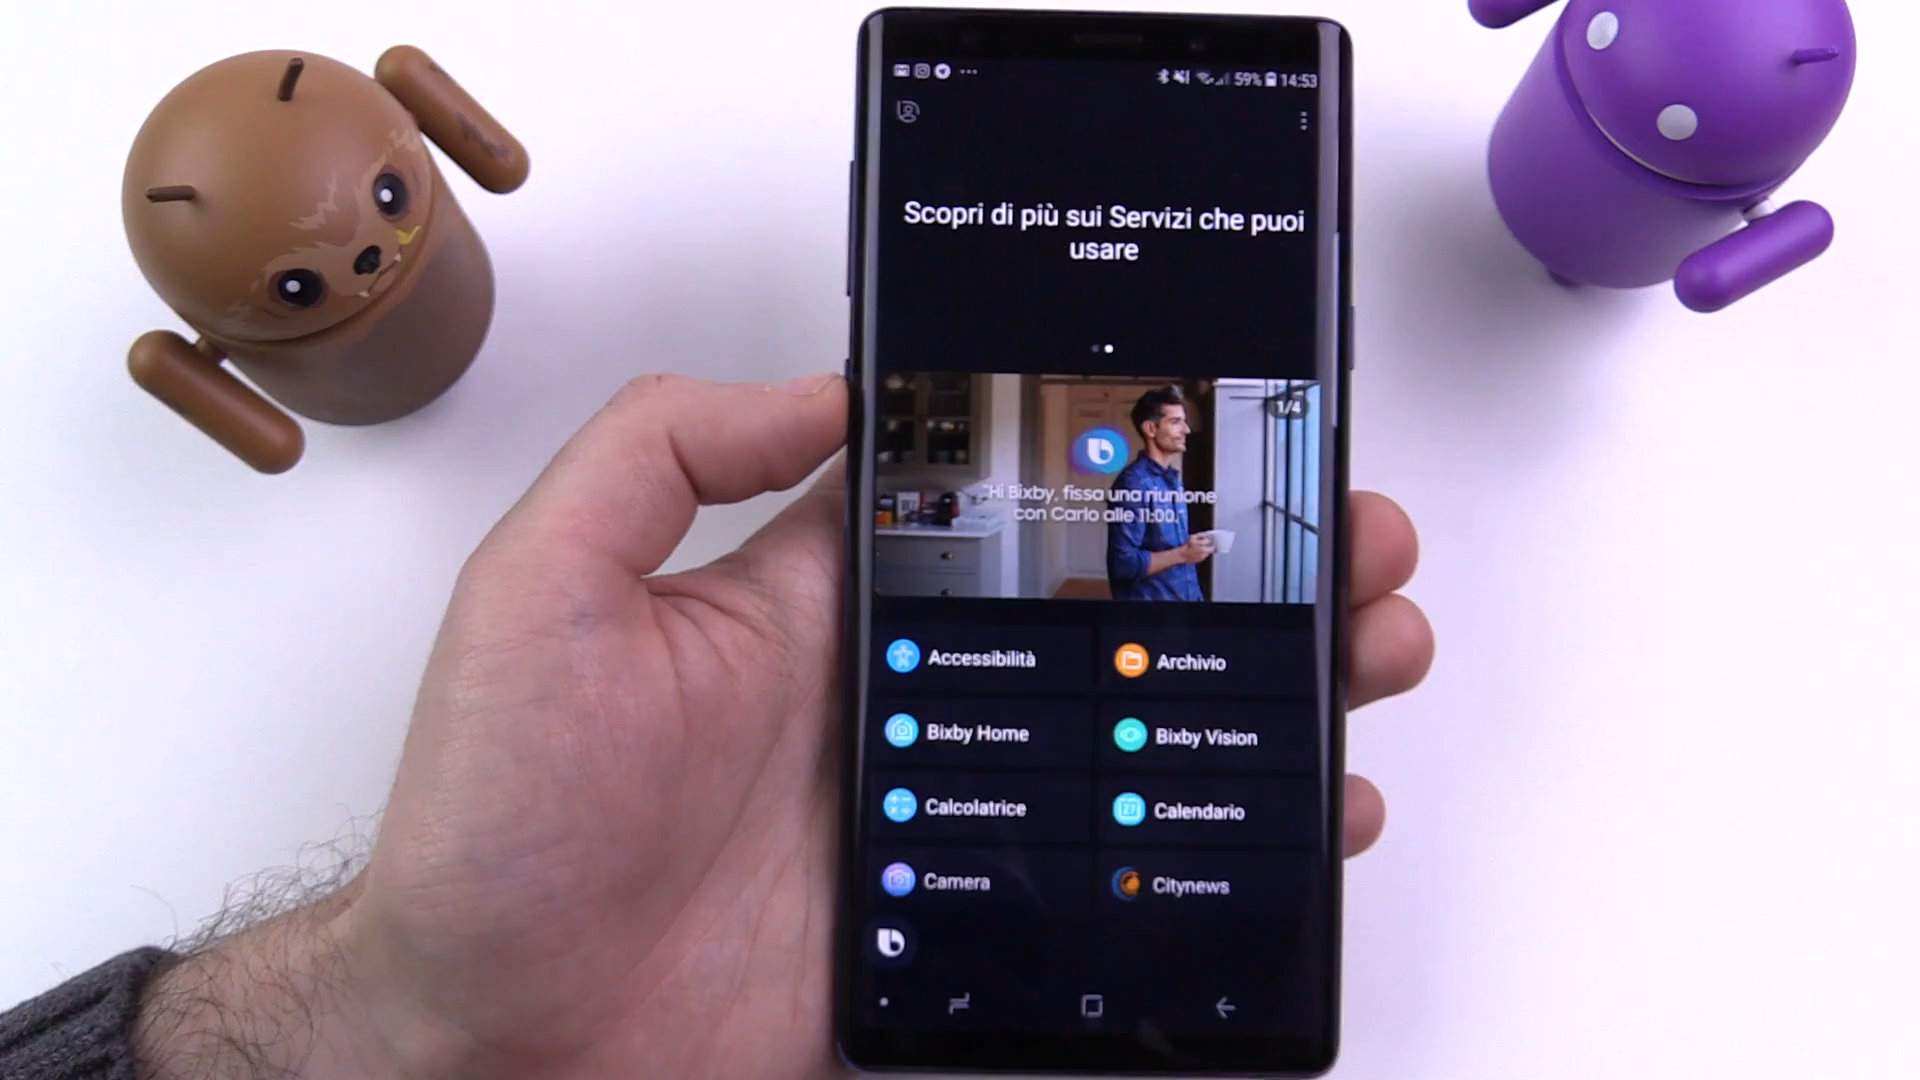 59% 14:53
Scopri di più sui Servizi che puoi
usare
1/4
"Hi Bixby, fissa una riunione
con Carlo alle 11:00."
Accessibilità
Archivio
Bixby Home
Bixby Vision
Calcolatrice
27
Calendario
Camera
Citynews